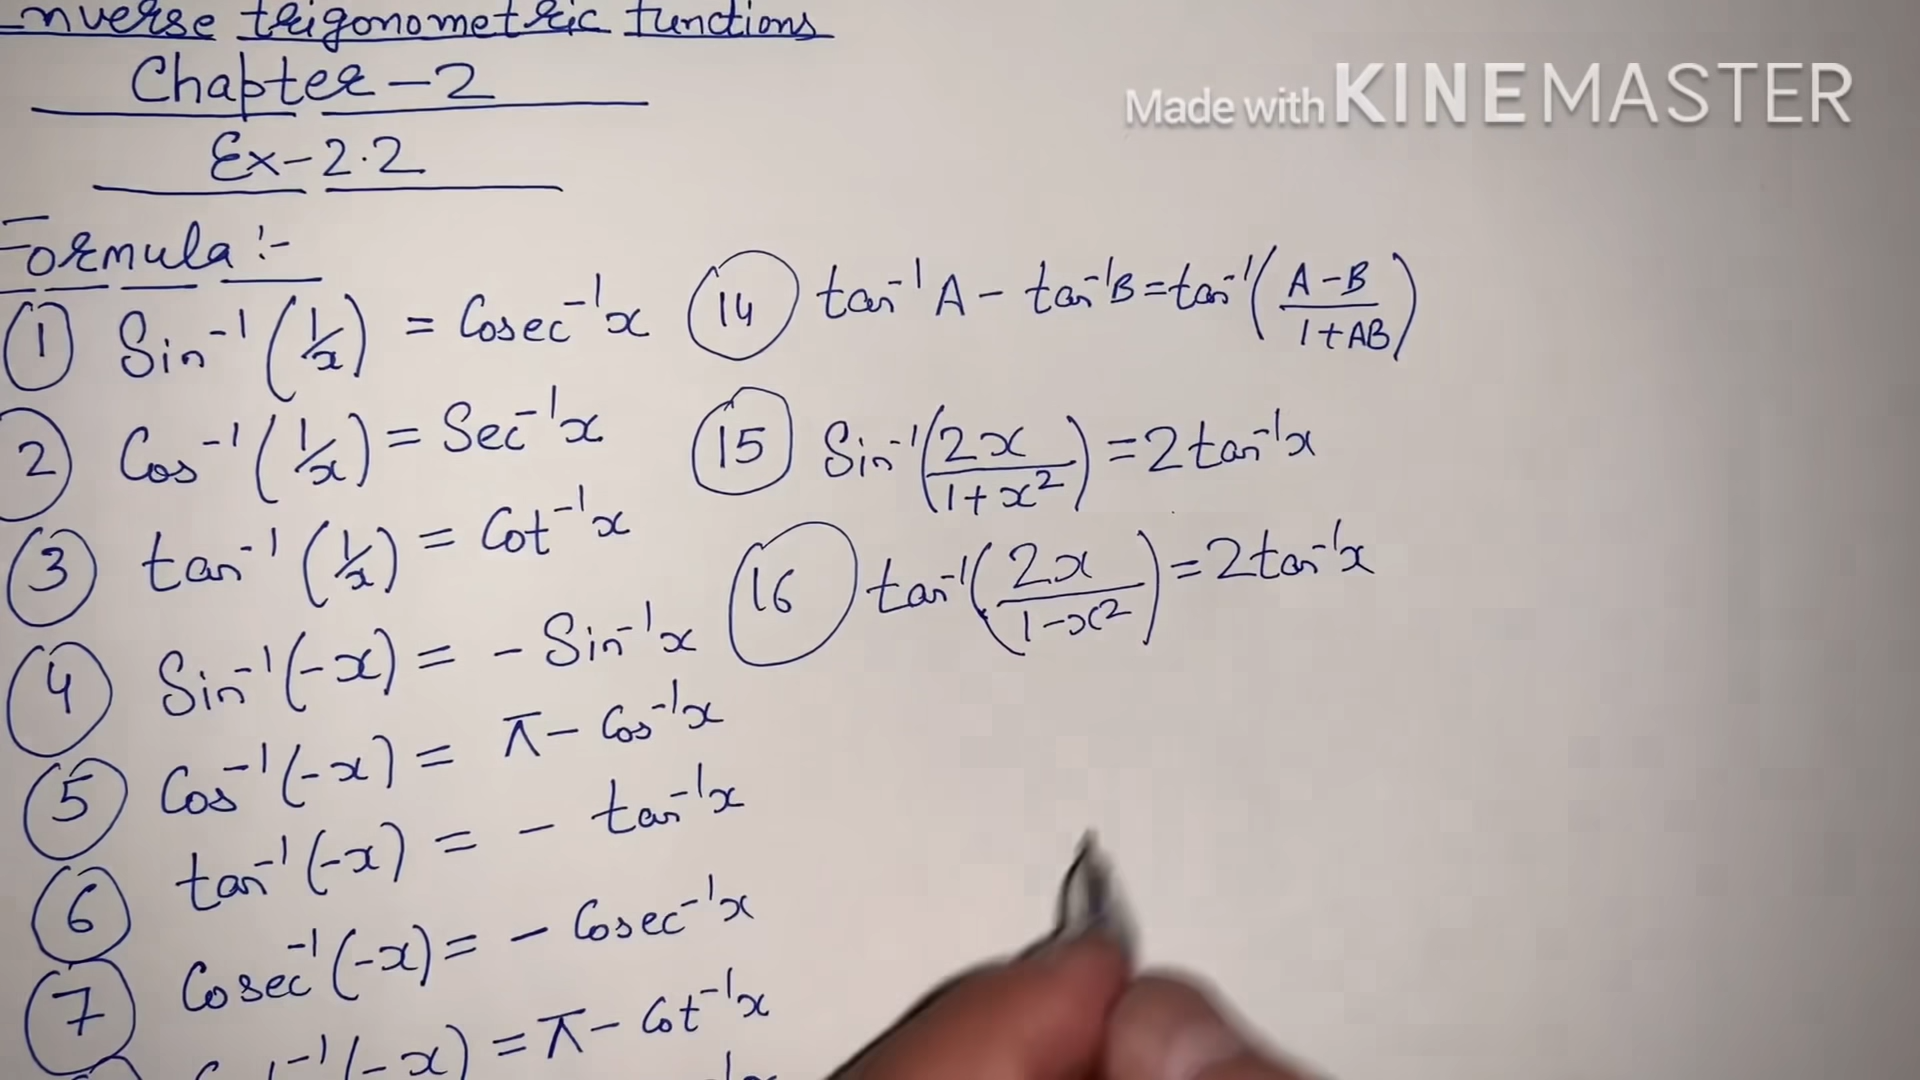 Inverse trigonometric functions
Chapter-2
Ex-2.2
Made with KINEMASTER
Formula:-
1 Sin⁻¹(1/x) = Cosec⁻¹x
2 Cos⁻¹(1/x) = Sec⁻¹x
3 tan⁻¹(1/x) = Cot⁻¹x
4 Sin⁻¹(-x) = - Sin⁻¹x
5 Cos⁻¹(-x) = π - Cos⁻¹x
6 tan⁻¹(-x) = - tan⁻¹x
7 Cosec⁻¹(-x) = - Cosec⁻¹x
⁻¹(-x) = π - Cot⁻¹x
14 tan⁻¹A - tan⁻¹B = tan⁻¹((A-B)/(1+AB))
15 Sin⁻¹(2x/(1+x²)) = 2tan⁻¹x
16 tan⁻¹(2x/(1-x²)) = 2tan⁻¹x